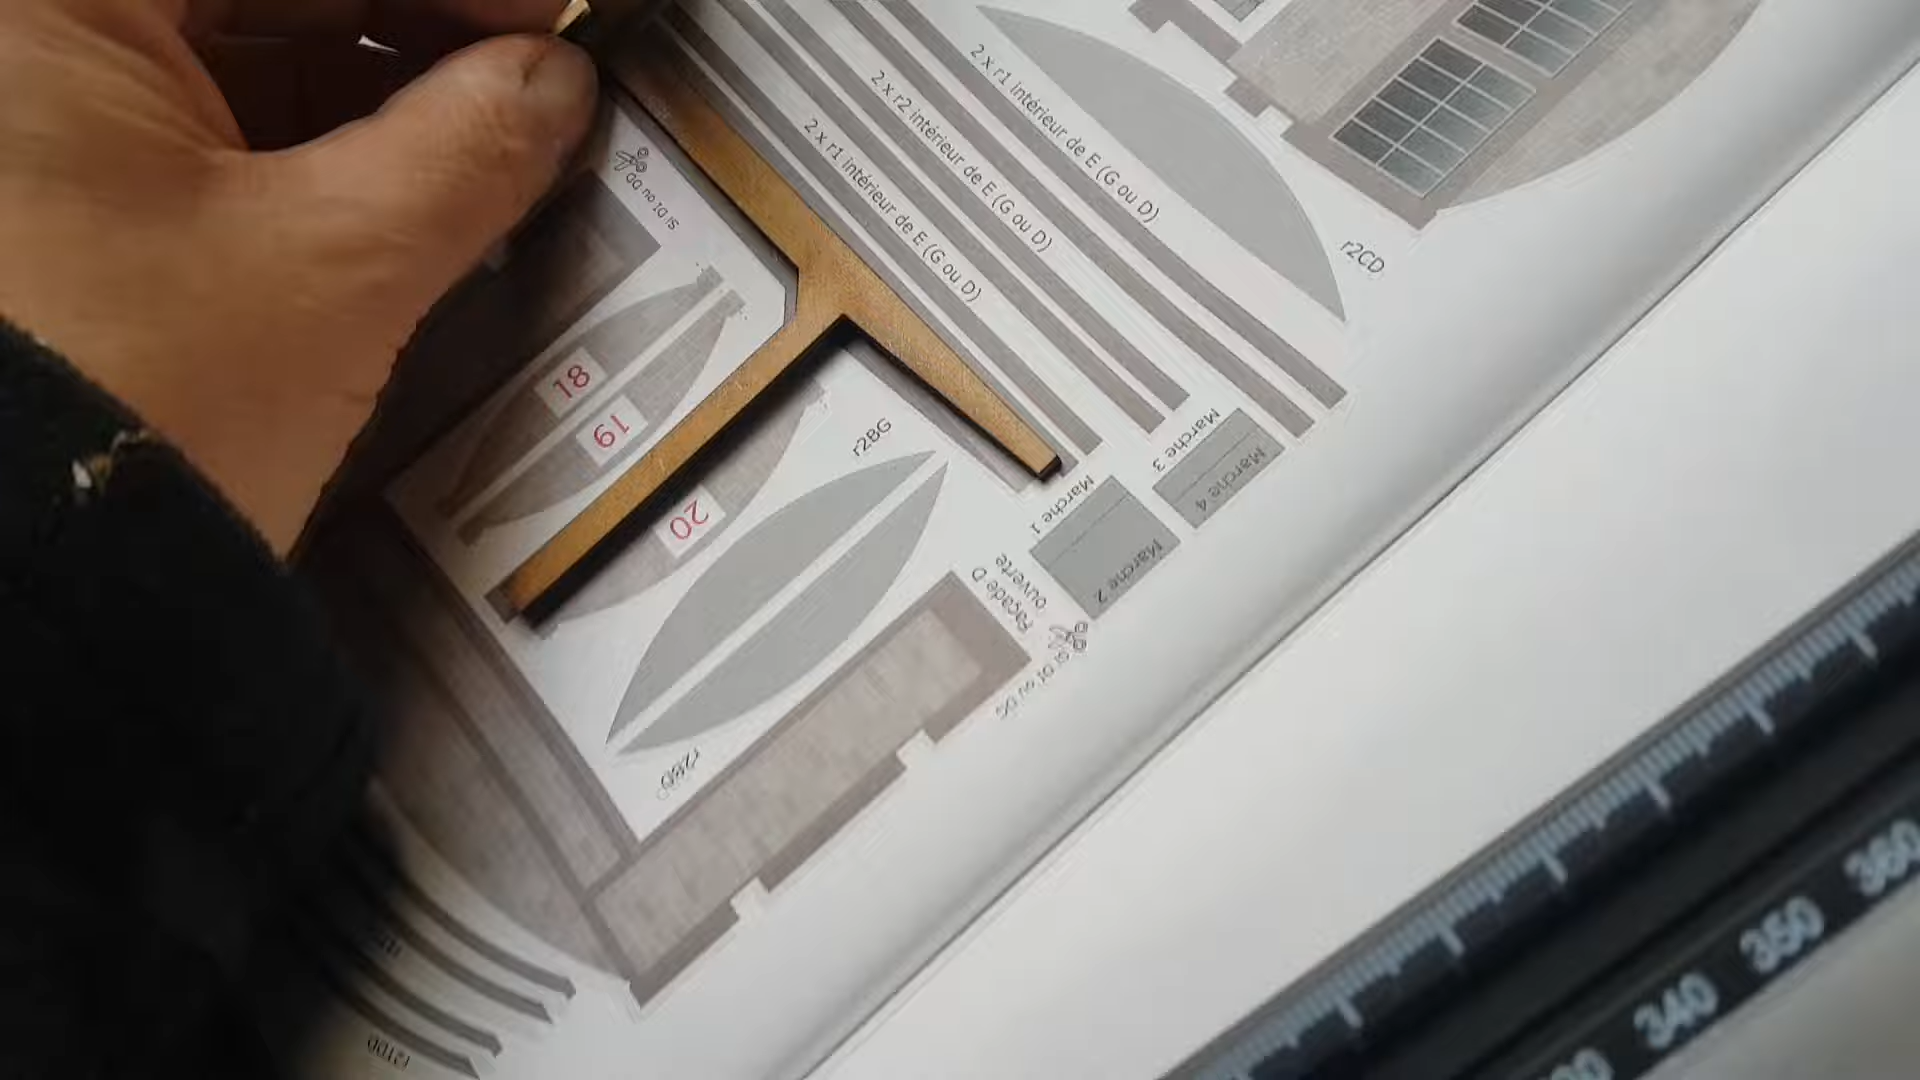 2 x r1 intérieur de E (G ou D)
2 x r2 intérieur de E (G ou D)
2 x r1 intérieur de E (G ou D)
r2CD
18
19
20
r2BG
r2BD
Marche 3
Marche 4
Marche 1
Marche 2
Façade D
ouverte
340
350
360